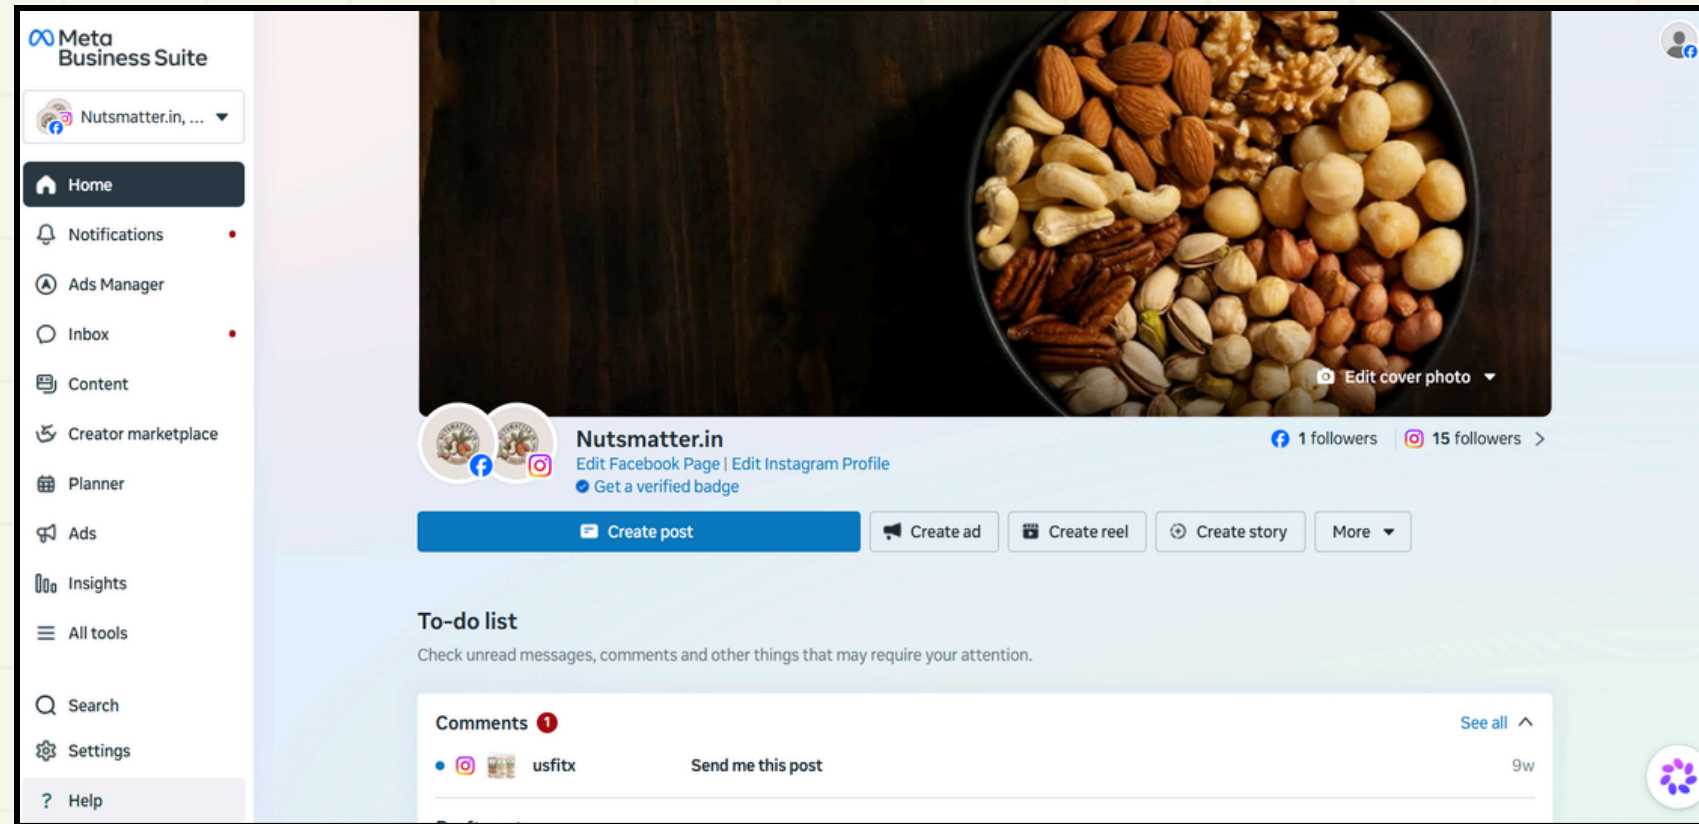 Meta
Business Suite
Nutsmatter.in, ...
Home
Notifications
Ads Manager
Inbox
Content
Creator marketplace
Planner
Ads
Insights
All tools
Search
Settings
? Help
Edit cover photo
Nutsmatter.in
Edit Facebook Page | Edit Instagram Profile
Get a verified badge
1 followers
15 followers
Create post
Create ad
Create reel
Create story
More
To-do list
Check unread messages, comments and other things that may require your attention.
Comments 1
See all
usfitx
Send me this post
9w